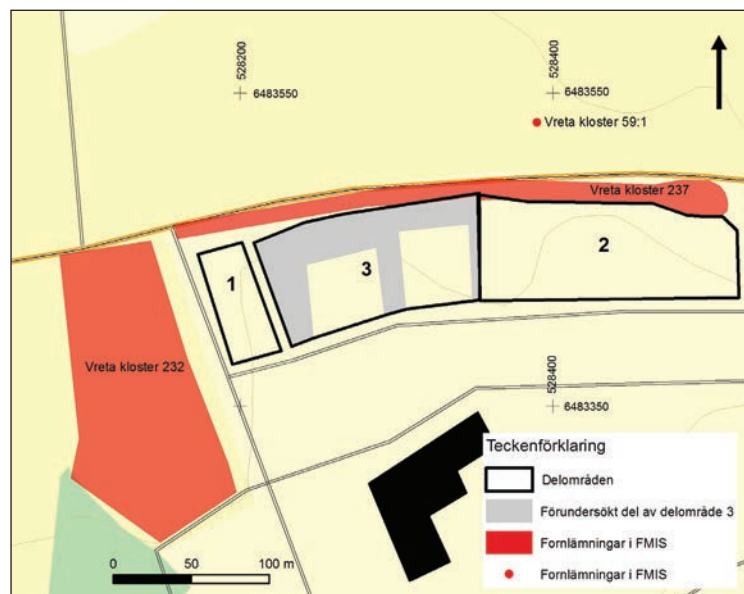 528200
528400
6483550
6483550
Vreta kloster 59:1
Vreta kloster 237
1
3
2
Vreta kloster 232
528400
6483350
Teckenförklaring
Delområden
Förundersökt del av delområde 3
Fornlämningar i FMIS
Fornlämningar i FMIS
0 50 100 m